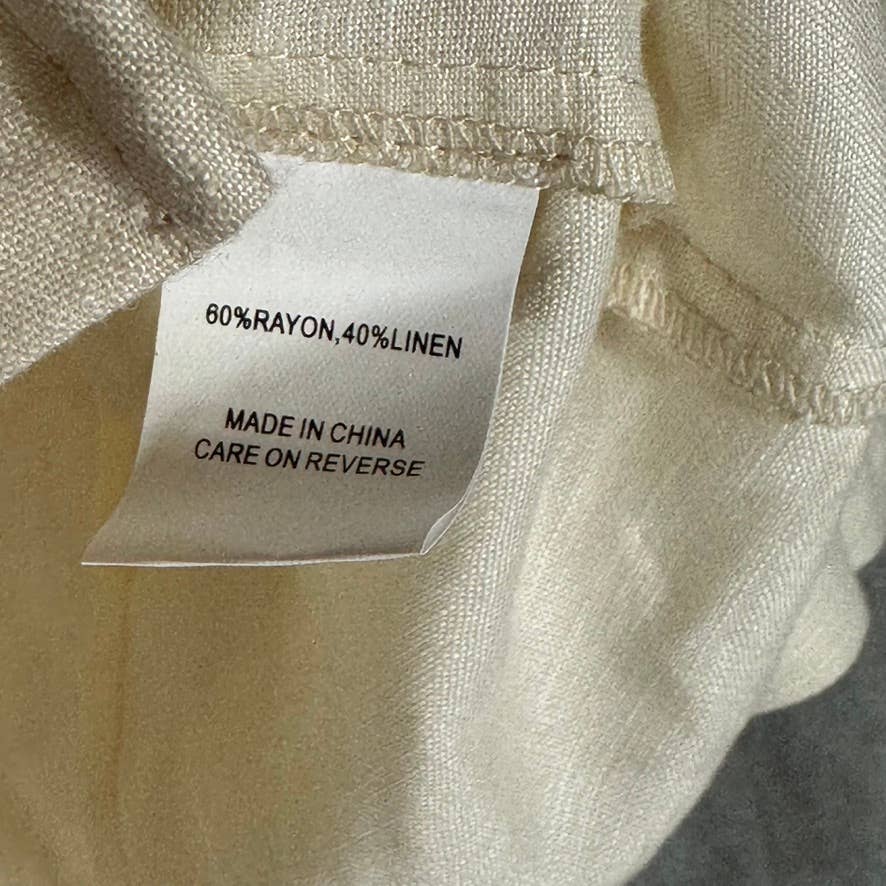 60%RAYON,40%LINEN
MADE IN CHINA
CARE ON REVERSE